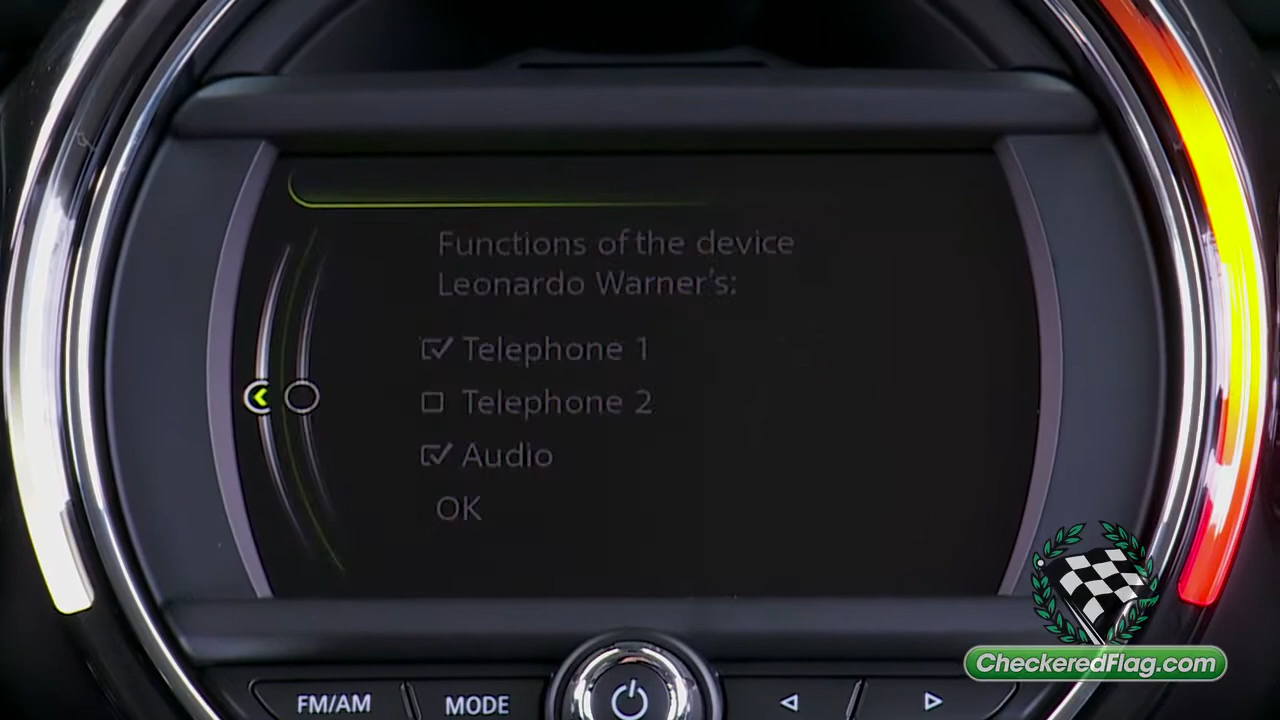 Functions of the device
Leonardo Warner's:
Telephone 1
Telephone 2
Audio
OK
FM/AM
MODE
CheckeredFlag.com